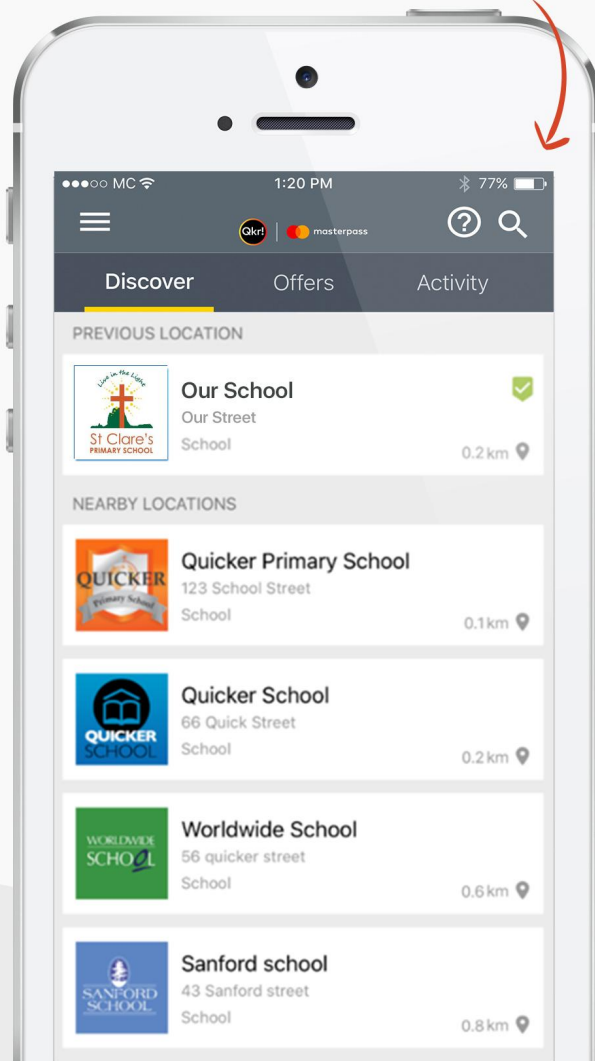 MC 1:20 PM 77%
Qkr! masterpass
Discover Offers Activity
PREVIOUS LOCATION
Live in the Light
St Clare's
PRIMARY SCHOOL
Our School
Our Street
School
0.2 km
NEARBY LOCATIONS
QUICKER
Primary School
Quicker Primary School
123 School Street
School
0.1 km
QUICKER
SCHOOL
Quicker School
66 Quick Street
School
0.2 km
WORLDWIDE
SCHOOL
Worldwide School
56 quicker street
School
0.6 km
SANFORD
SCHOOL
Sanford school
43 Sanford street
School
0.8 km